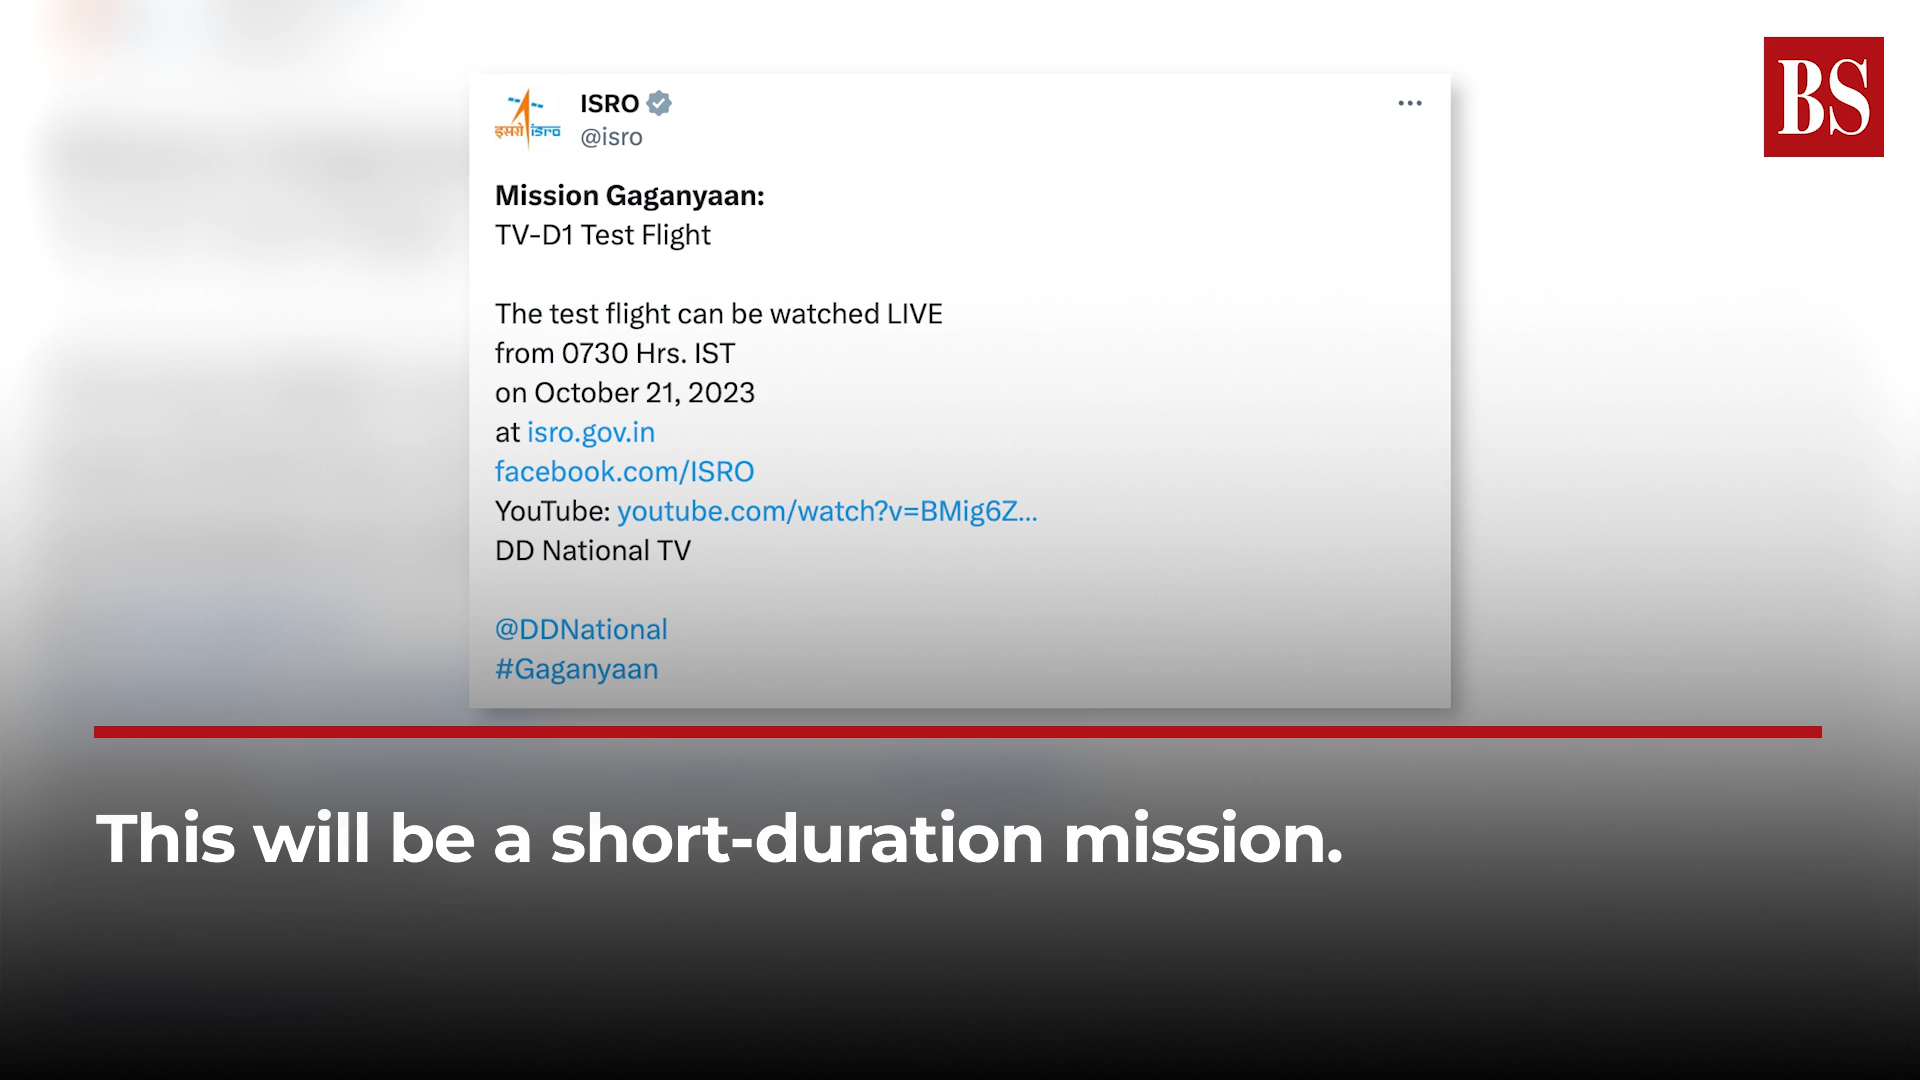 BS
इसरो isro
ISRO
@isro
Mission Gaganyaan:
TV-D1 Test Flight
The test flight can be watched LIVE
from 0730 Hrs. IST
on October 21, 2023
at isro.gov.in
facebook.com/ISRO
YouTube: youtube.com/watch?v=BMig6Z...
DD National TV
@DDNational
#Gaganyaan
This will be a short-duration mission.